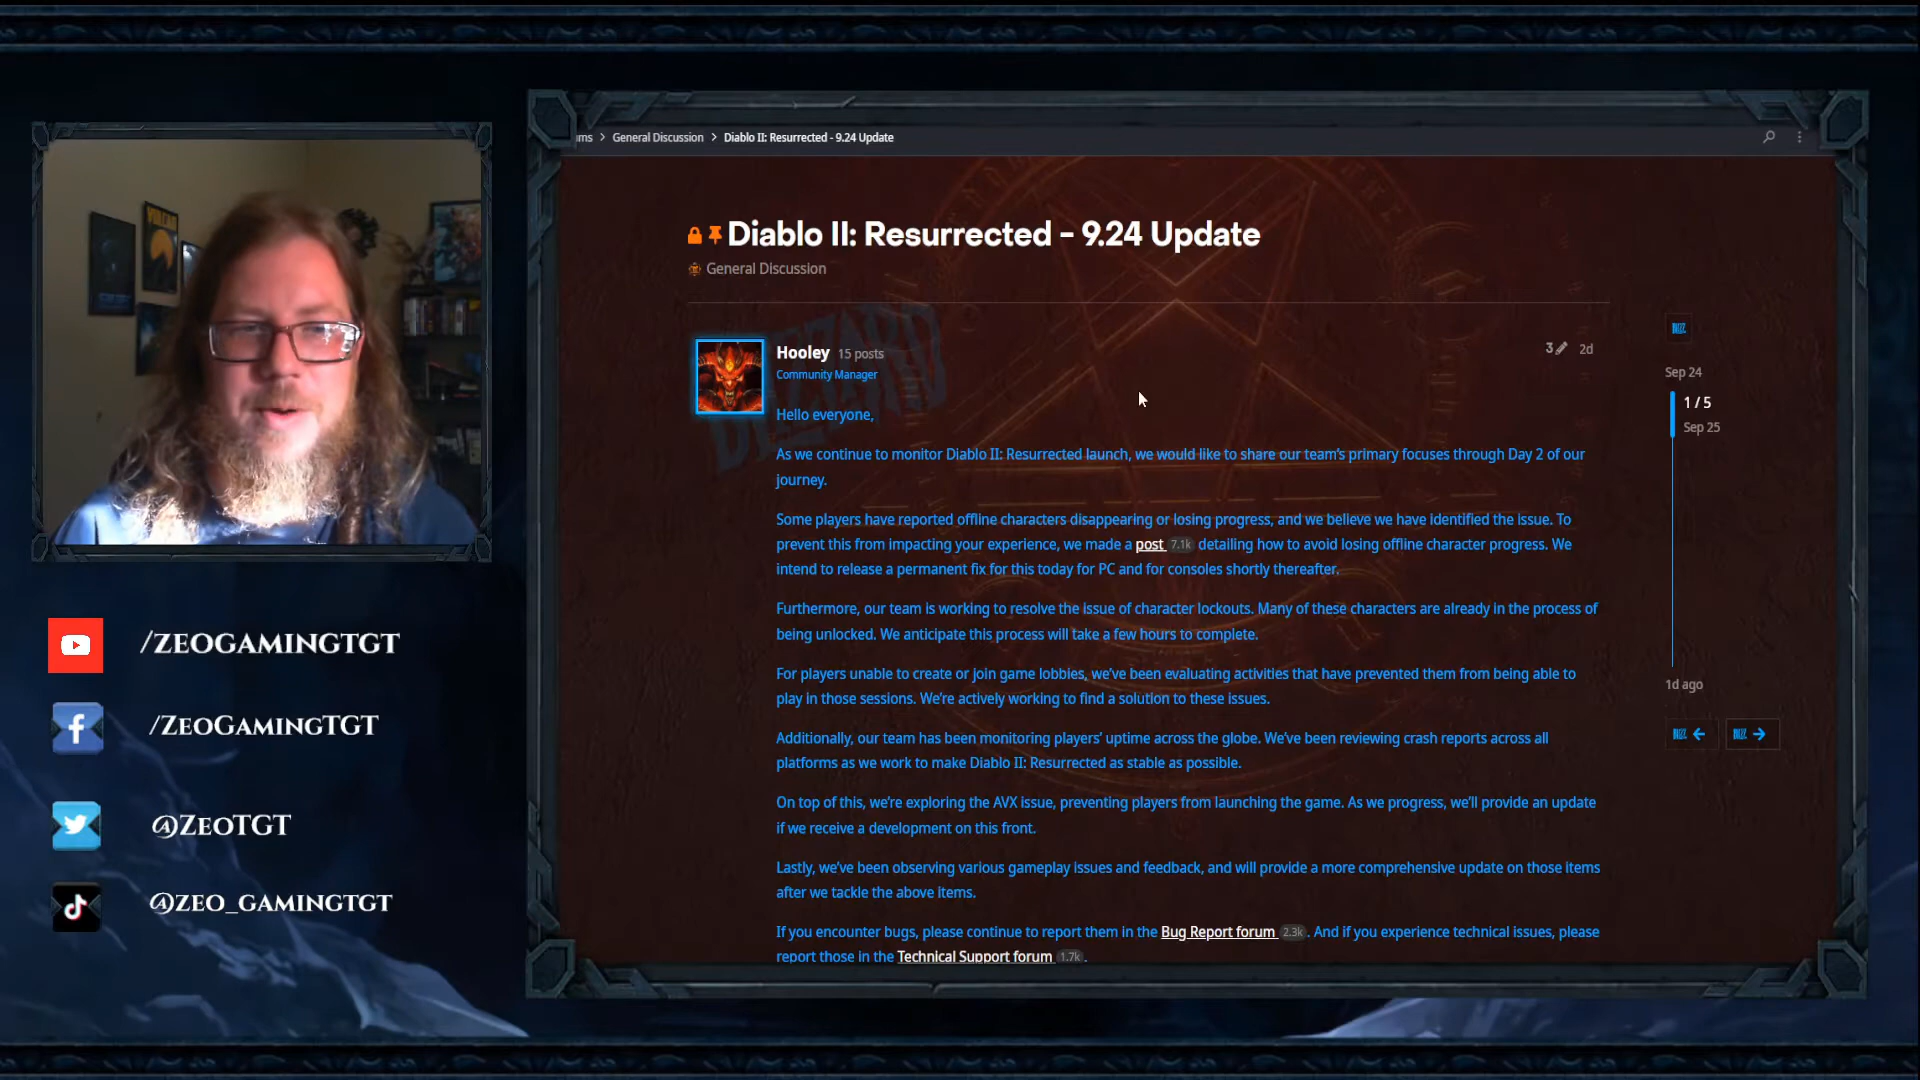 ms > General Discussion > Diablo II: Resurrected - 9.24 Update
Diablo II: Resurrected - 9.24 Update
General Discussion
BLIZZARD
Hooley 15 posts
3 2d
Community Manager
Hello everyone,
As we continue to monitor Diablo II: Resurrected launch, we would like to share our team's primary focuses through Day 2 of our
journey.
Some players have reported offline characters disappearing or losing progress, and we believe we have identified the issue. To
prevent this from impacting your experience, we made a post 7.1k detailing how to avoid losing offline character progress. We
intend to release a permanent fix for this today for PC and for consoles shortly thereafter.
Furthermore, our team is working to resolve the issue of character lockouts. Many of these characters are already in the process of
being unlocked. We anticipate this process will take a few hours to complete.
For players unable to create or join game lobbies, we've been evaluating activities that have prevented them from being able to
play in those sessions. We're actively working to find a solution to these issues.
Additionally, our team has been monitoring players' uptime across the globe. We've been reviewing crash reports across all
platforms as we work to make Diablo II: Resurrected as stable as possible.
On top of this, we're exploring the AVX issue, preventing players from launching the game. As we progress, we'll provide an update
if we receive a development on this front.
Lastly, we've been observing various gameplay issues and feedback, and will provide a more comprehensive update on those items
after we tackle the above items.
If you encounter bugs, please continue to report them in the Bug Report forum 2.3k. And if you experience technical issues, please
report those in the Technical Support forum 1.7k.
Sep 24
1 / 5
Sep 25
1d ago
/ZEOGAMINGTGT
/ZEOGAMINGTGT
@ZEOTGT
@ZEO_GAMINGTGT